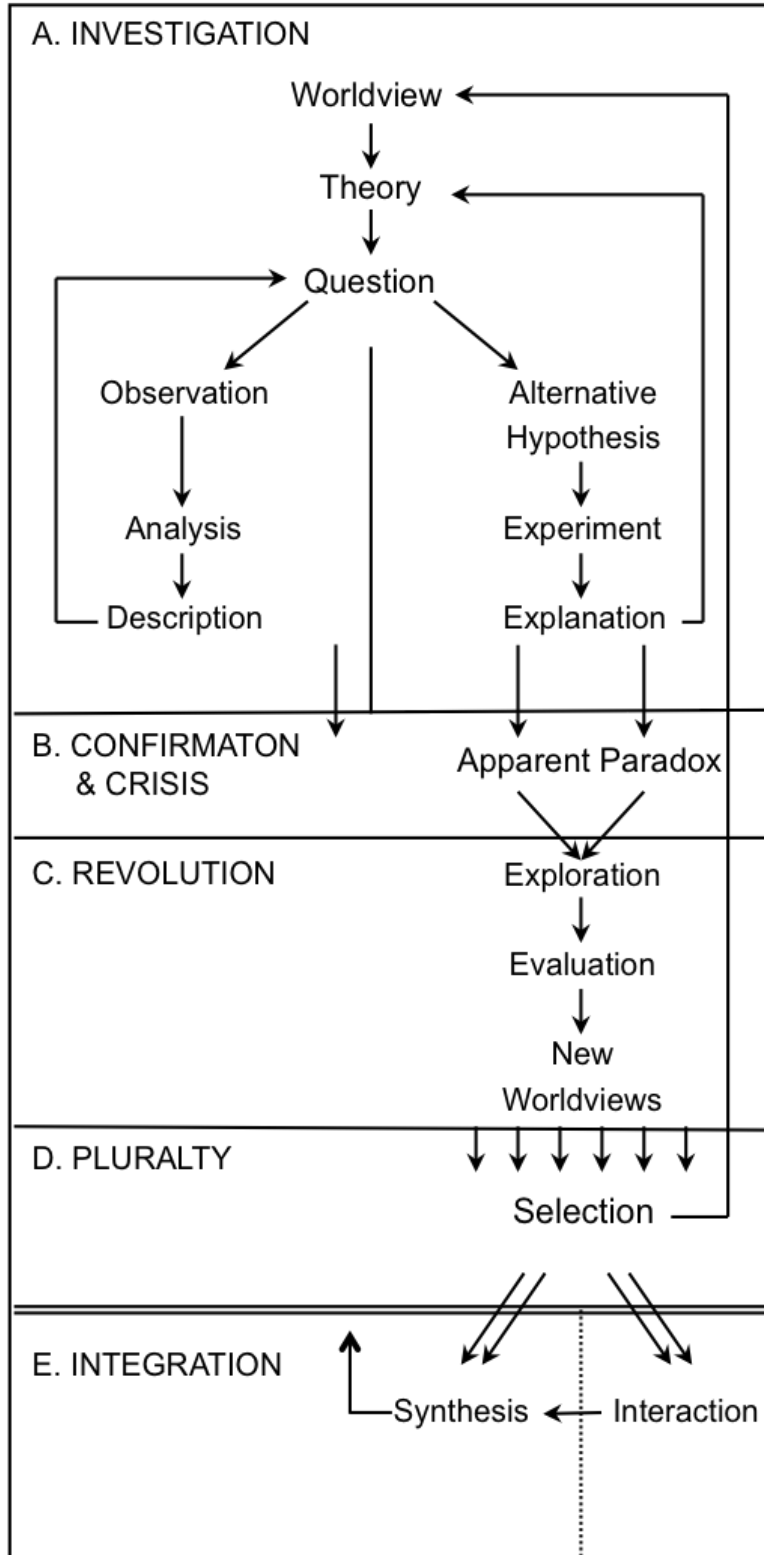 A. INVESTIGATION
Worldview
Theory
Question
Observation
Alternative
Hypothesis
Analysis
Experiment
Description
Explanation
B. CONFIRMATON
& CRISIS
Apparent Paradox
C. REVOLUTION
Exploration
Evaluation
New
Worldviews
D. PLURALTY
Selection
E. INTEGRATION
Synthesis
Interaction